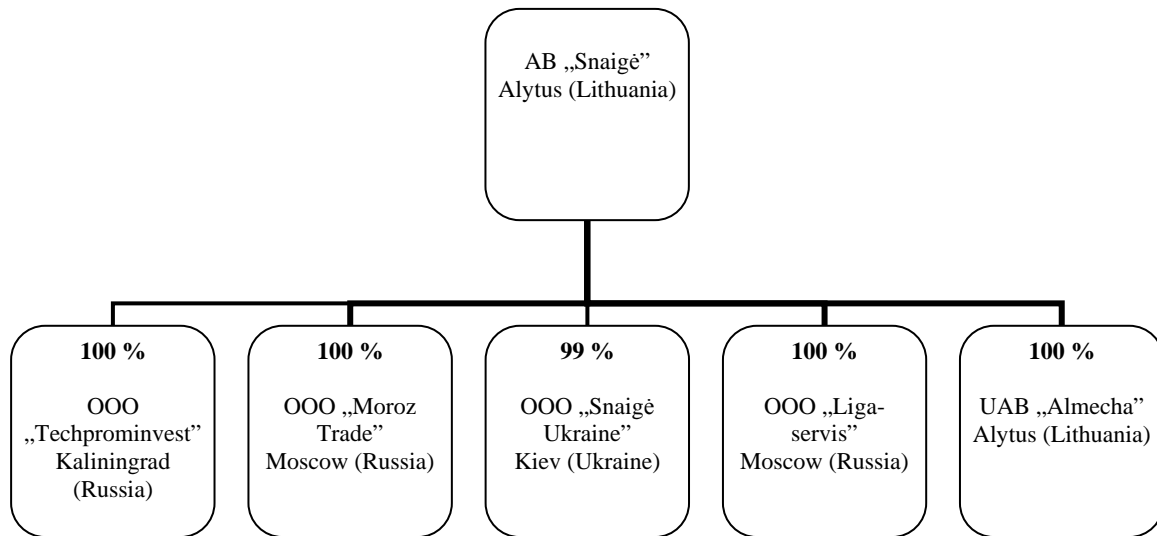 AB „Snaigė”
Alytus (Lithuania)
100 %
OOO
„Techprominvest”
Kaliningrad
(Russia)
100 %
OOO „Moroz
Trade”
Moscow (Russia)
99 %
OOO „Snaigė
Ukraine”
Kiev (Ukraine)
100 %
OOO „Liga-
servis”
Moscow (Russia)
100 %
UAB „Almecha”
Alytus (Lithuania)